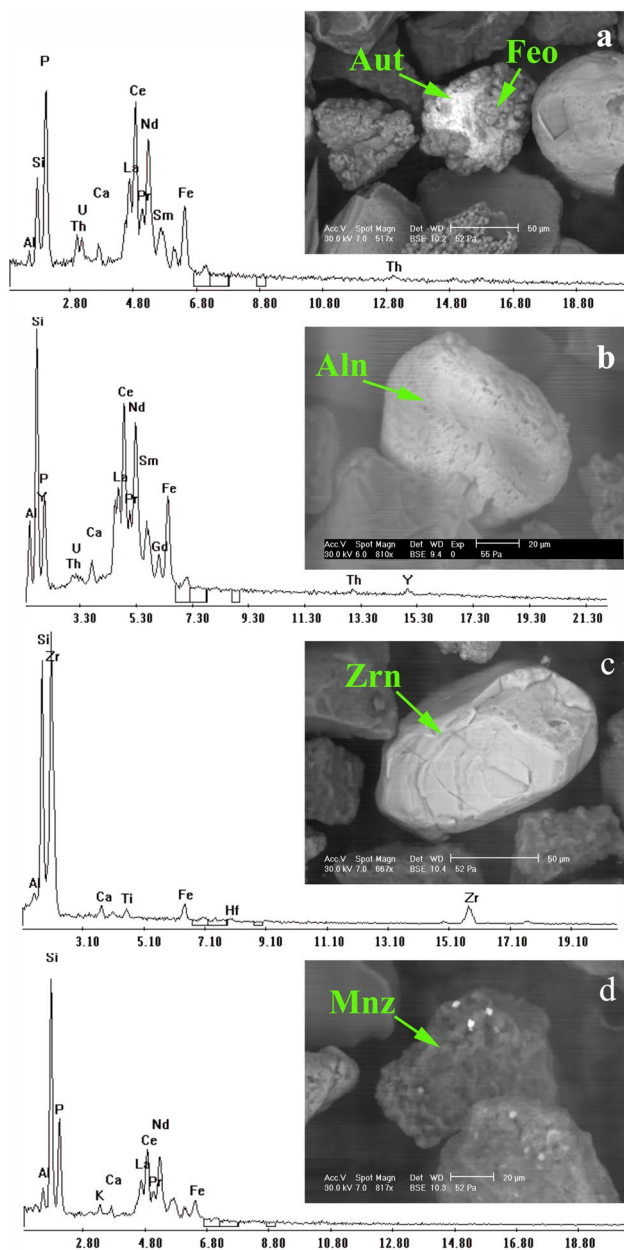 a
Aut Feo
Acc.V Spot Magn Det WD 50 µm
30.0 kV 7.0 517x BSE 10.2 52 Pa
P
Si
Al
U
Th
Ca
Ce
La
Nd
Pr
Sm
Fe
Th
2.80 4.80 6.80 8.80 10.80 12.80 14.80 16.80 18.80
b
Aln
Acc.V Spot Magn Det WD Exp 20 µm
30.0 kV 6.0 810x BSE 9.4 0 55 Pa
Si
P
Y
Al
U
Th
Ca
Ce
La
Nd
Pr
Sm
Gd
Fe
Th
Y
3.30 5.30 7.30 9.30 11.30 13.30 15.30 17.30 19.30 21.30
c
Zrn
Acc.V Spot Magn Det WD 50 µm
30.0 kV 7.0 667x BSE 10.4 52 Pa
Si
Zr
Al
Ca
Ti
Fe
Hf
Zr
3.10 5.10 7.10 9.10 11.10 13.10 15.10 17.10 19.10
d
Mnz
Acc.V Spot Magn Det WD 20 µm
30.0 kV 7.0 817x BSE 10.3 52 Pa
Si
P
Al
K
Ca
La
Ce
Pr
Nd
Fe
2.80 4.80 6.80 8.80 10.80 12.80 14.80 16.80 18.80